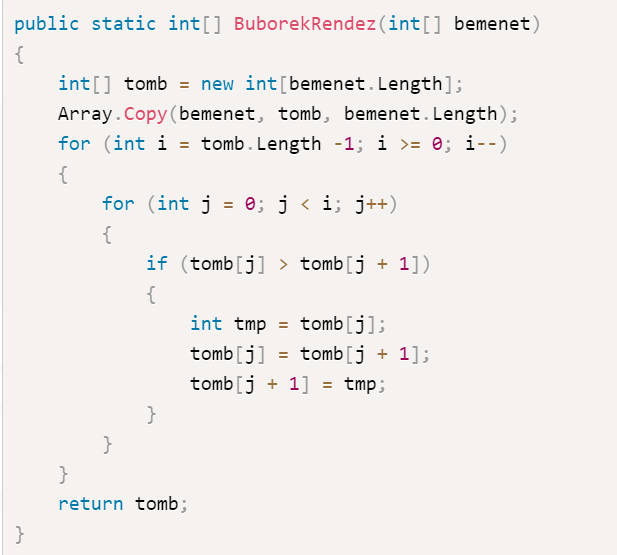 public static int[] BuborekRendez(int[] bemenet)
{
    int[] tomb = new int[bemenet.Length];
    Array.Copy(bemenet, tomb, bemenet.Length);
    for (int i = tomb.Length -1; i >= 0; i--)
    {
        for (int j = 0; j < i; j++)
        {
            if (tomb[j] > tomb[j + 1])
            {
                int tmp = tomb[j];
                tomb[j] = tomb[j + 1];
                tomb[j + 1] = tmp;
            }
        }
    }
    return tomb;
}